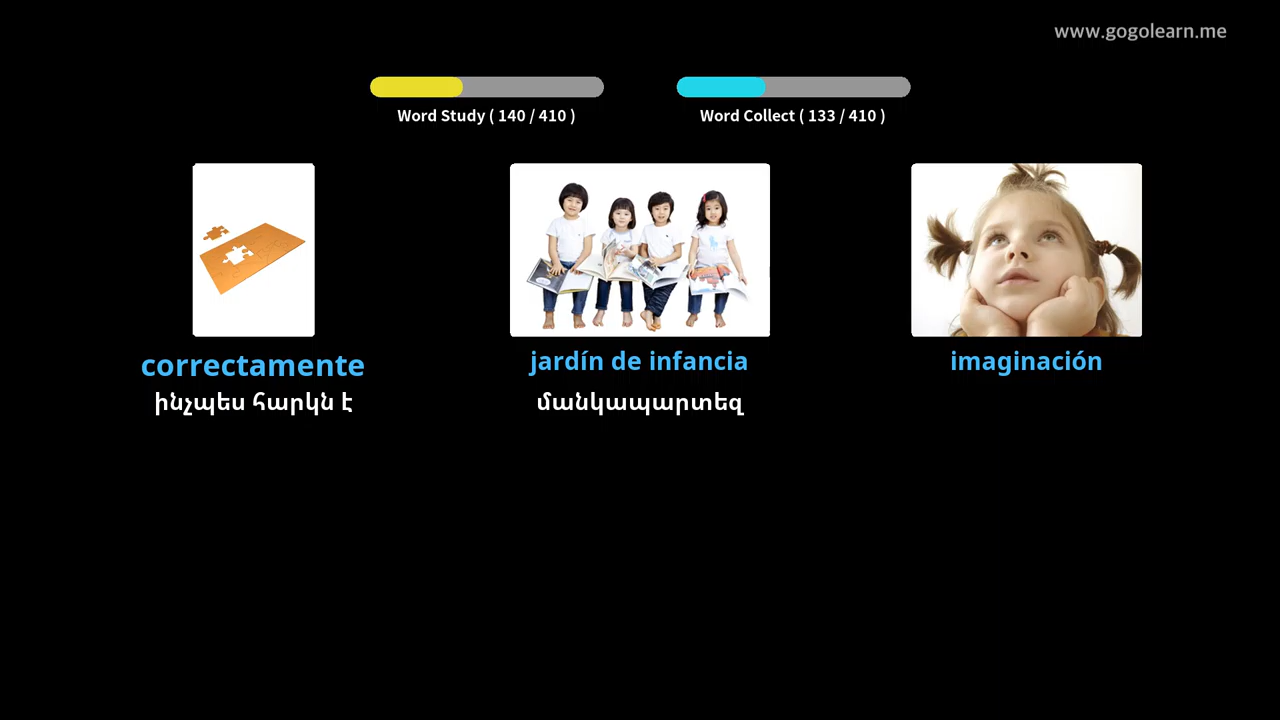 www.gogolearn.me
Word Study ( 140 / 410 )
Word Collect ( 133 / 410 )
correctamente
jardín de infancia
imaginación
ինչպես հարկն է
մանկապարտեզ